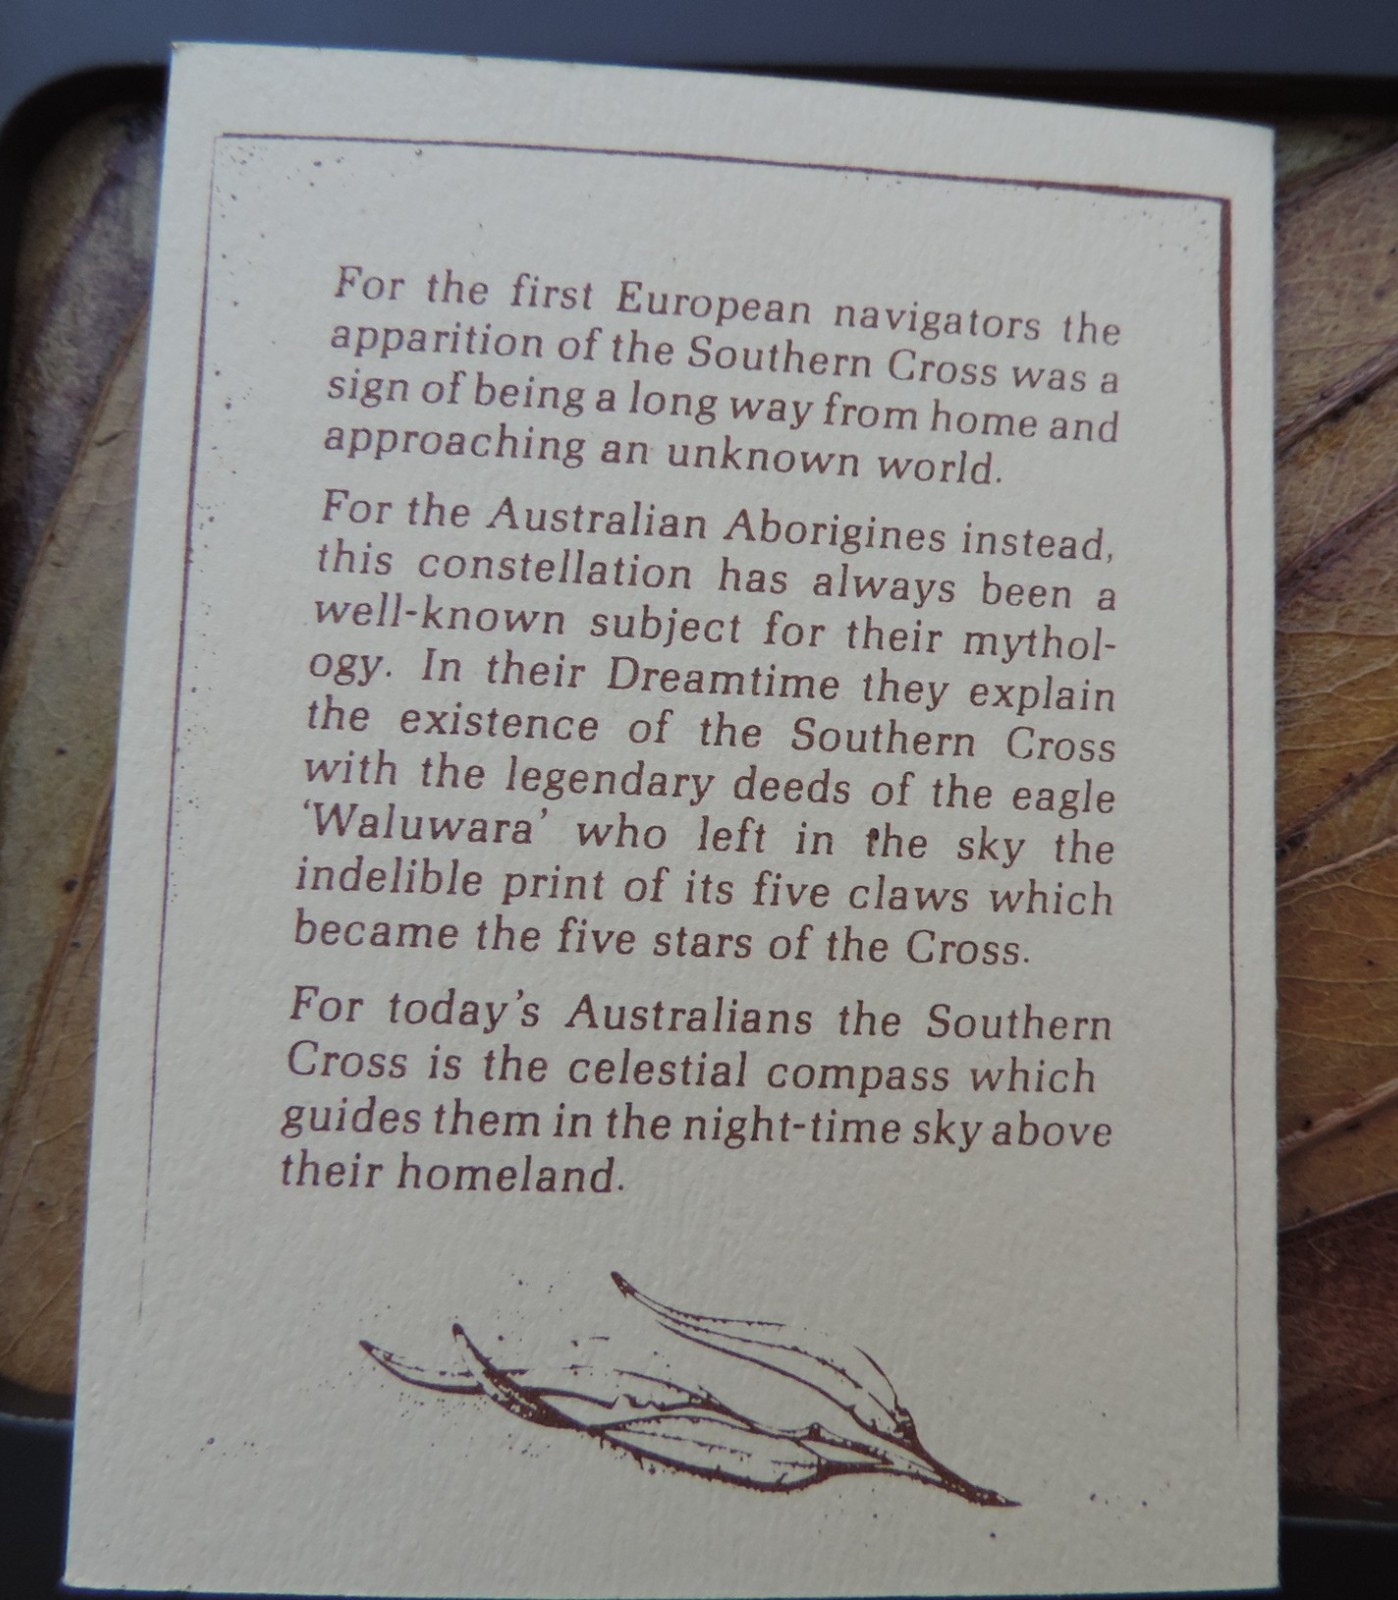 For the first European navigators the
apparition of the Southern Cross was a
sign of being a long way from home and
approaching an unknown world.
For the Australian Aborigines instead,
this constellation has always been a
well-known subject for their mythol-
ogy. In their Dreamtime they explain
the existence of the Southern Cross
with the legendary deeds of the eagle
‘Waluwara’ who left in the sky the
indelible print of its five claws which
became the five stars of the Cross.
For today’s Australians the Southern
Cross is the celestial compass which
guides them in the night-time sky above
their homeland.